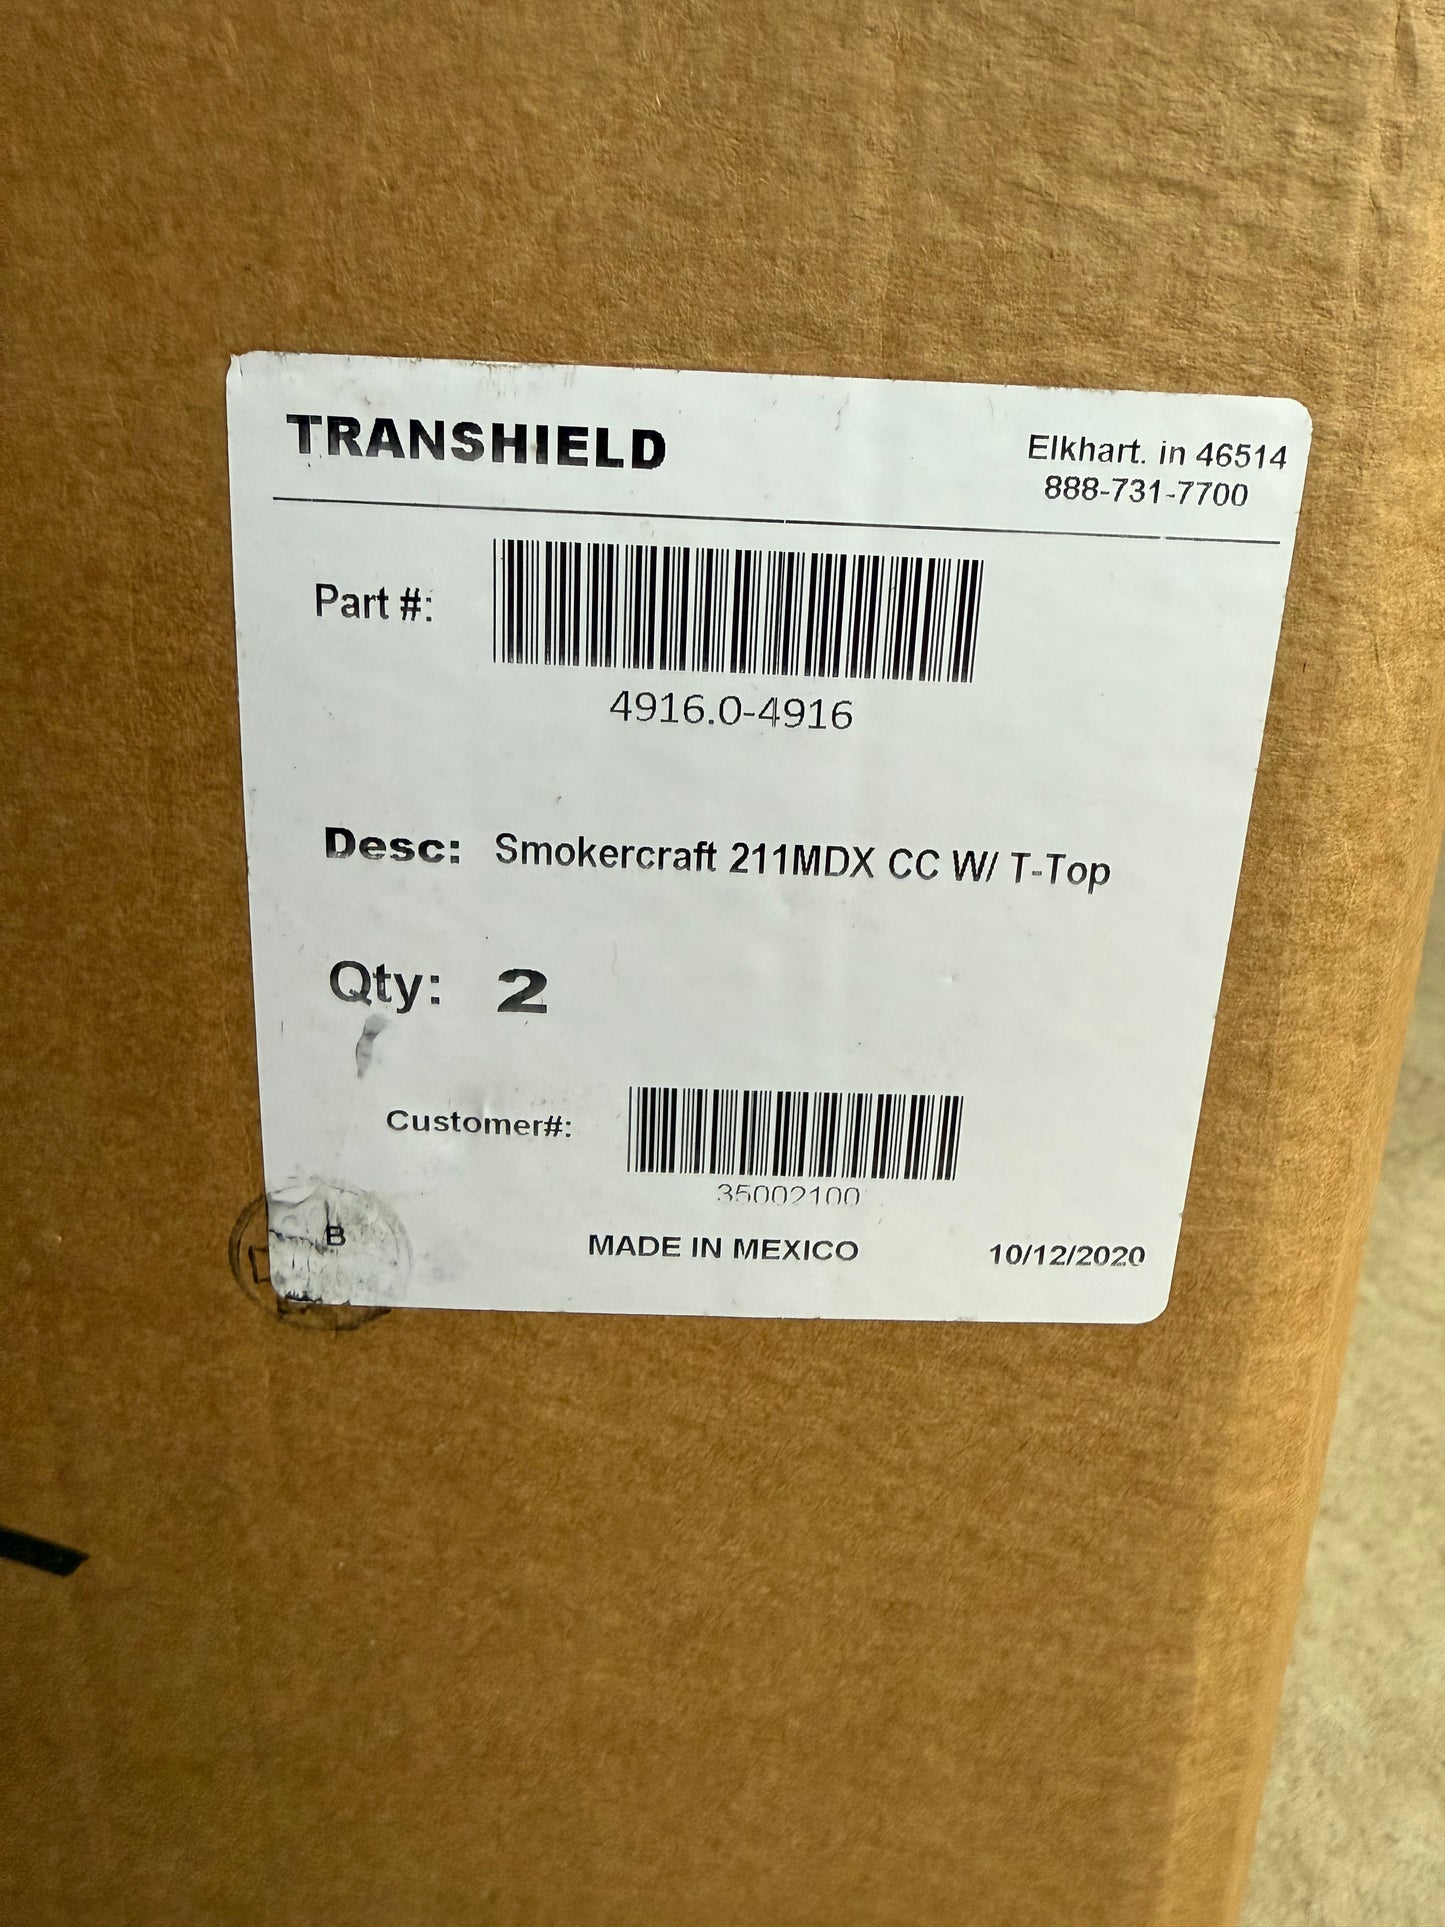 TRANSHIELD
Elkhart. in 46514
888-731-7700
Part #:
4916.0-4916
Desc: Smokercraft 211MDX CC W/ T-Top
Qty: 2
Customer#:
35002100
B
MADE IN MEXICO
10/12/2020